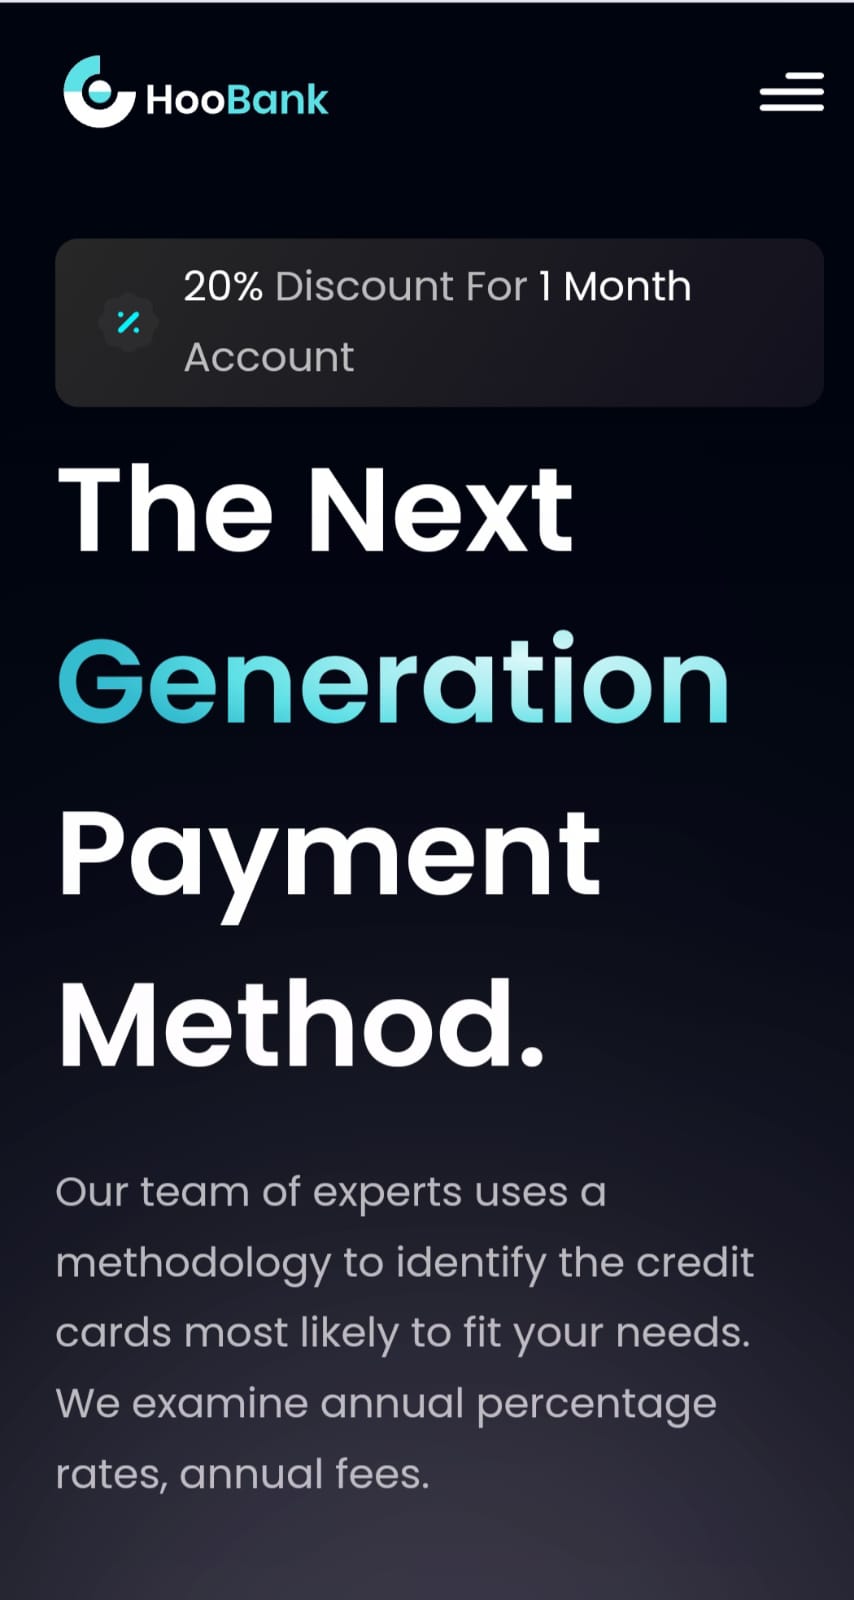 HooBank
20% Discount For 1 Month
Account
The Next
Generation
Payment
Method.
Our team of experts uses a
methodology to identify the credit
cards most likely to fit your needs.
We examine annual percentage
rates, annual fees.